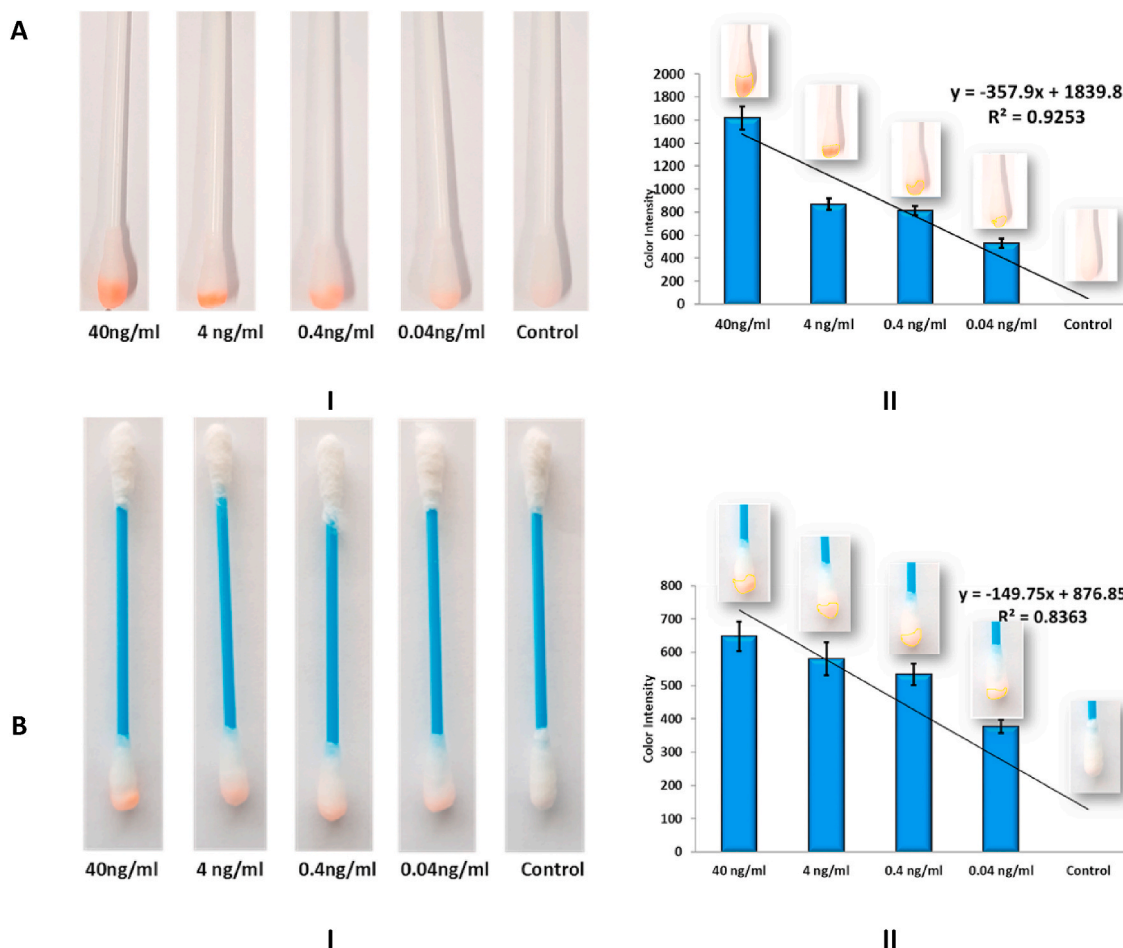 A
40ng/ml 4 ng/ml 0.4ng/ml 0.04ng/ml Control
I
2000
1800
1600
1400
1200
1000
800
600
400
200
0
Color Intensity
y = -357.9x + 1839.8
R² = 0.9253
40ng/ml 4 ng/ml 0.4 ng/ml 0.04 ng/ml Control
II
B
40ng/ml 4 ng/ml 0.4ng/ml 0.04ng/ml Control
I
800
700
600
500
400
300
200
100
0
Color Intensity
y = -149.75x + 876.85
R² = 0.8363
40 ng/ml 4 ng/ml 0.4 ng/ml 0.04 ng/ml Control
II